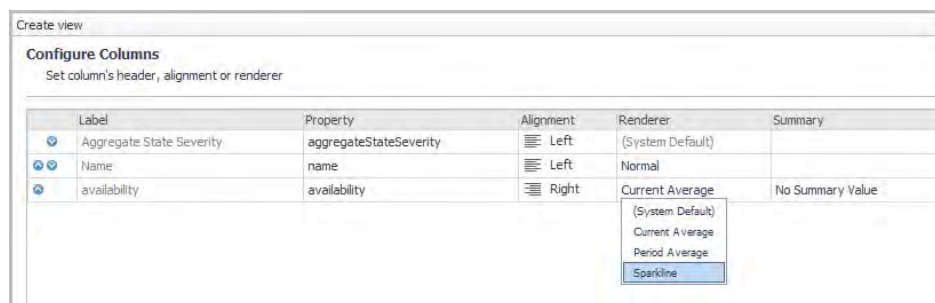 Create view
Configure Columns
Set column's header, alignment or renderer
Label Property Alignment Renderer Summary
Aggregate State Severity aggregateStateSeverity Left (System Default)
Name name Left Normal
availability availability Right Current Average No Summary Value
(System Default)
Current Average
Period Average
Sparkline